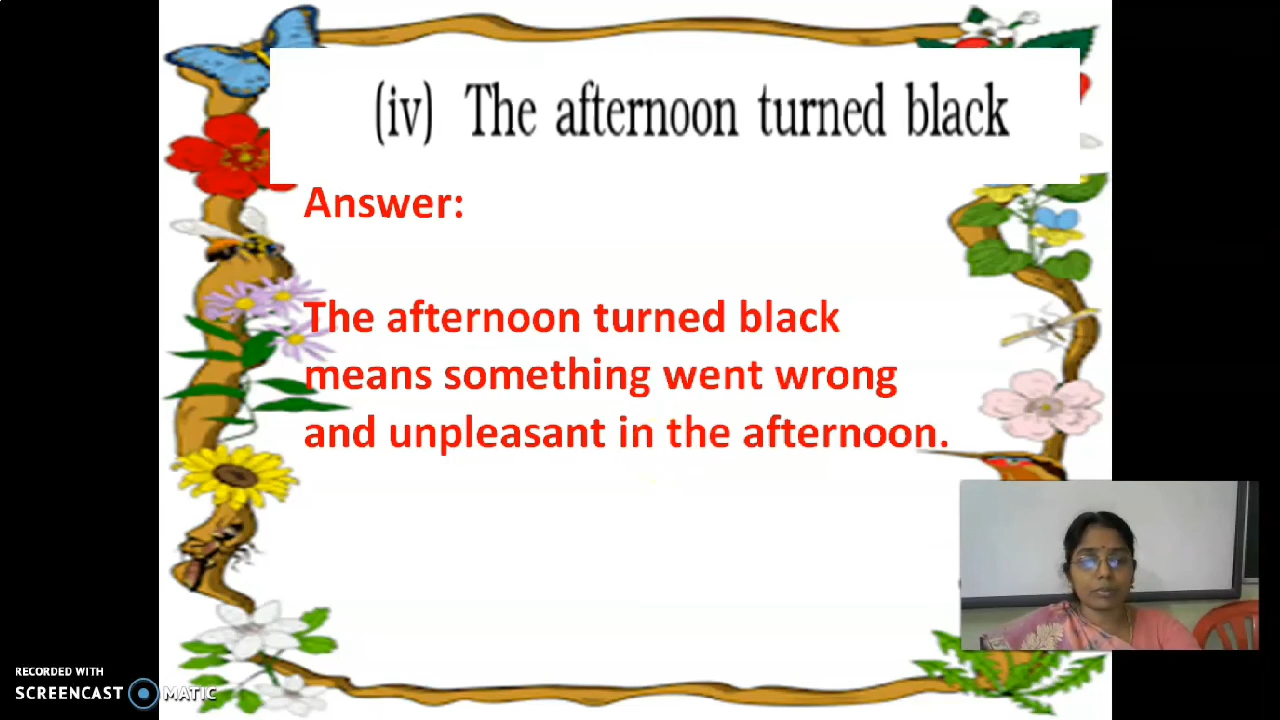 (iv) The afternoon turned black
Answer:
The afternoon turned black
means something went wrong
and unpleasant in the afternoon.
RECORDED WITH
SCREENCAST MATIC